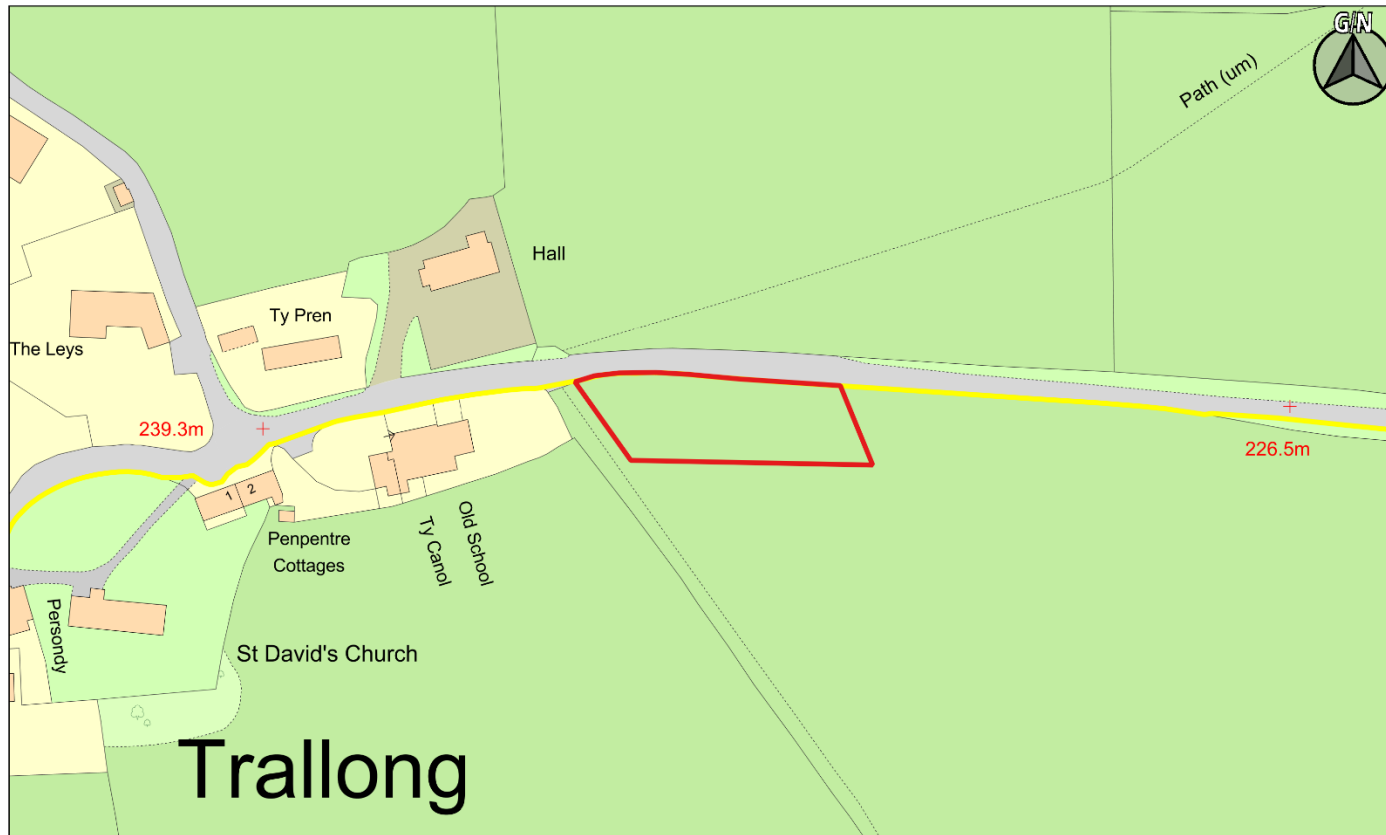 G/N
Path (um)
Hall
Ty Pren
The Leys
239.3m
226.5m
1
2
Old School
Ty Canol
Penpentre
Cottages
Persondy
St David's Church
Trallong